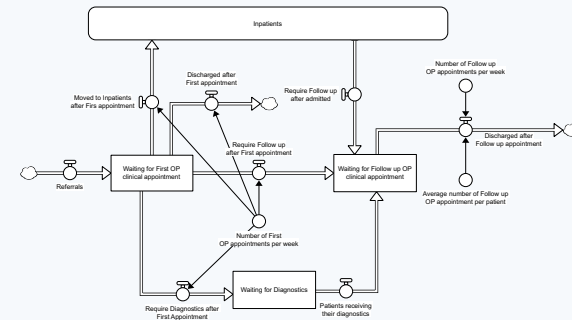 Inpatients
Number of Follow up
OP appointments per week
Discharged after
First appointment
Moved to Inpatients
after Firs appointment
Require Follow up
after admitted
Discharged after
Follow up appointment
Require Follow up
after First appointment
Waiting for First OP
clinical appointment
Waiting for Fiollow up OP
clinical appointment
Referrals
Average number of Follow up
OP appointment per patient
Number of First
OP appointments per week
Waiting for Diagnostics
Require Diagnostics after
First Appointment
Patients receiving
their diagnostics